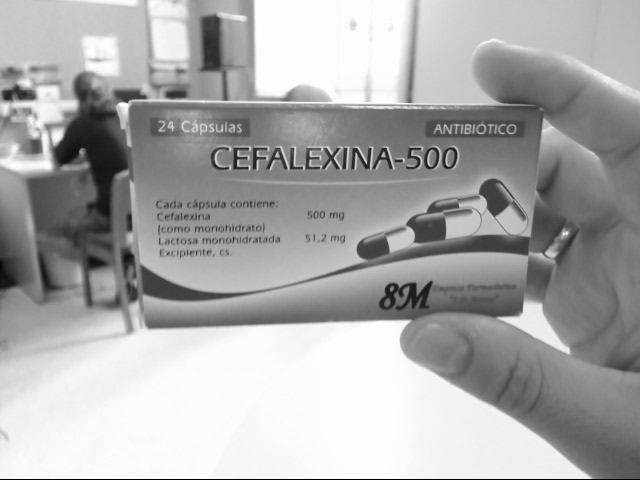 24 Cápsulas
ANTIBIÓTICO
CEFALEXINA-500
Cada cápsula contiene:
Cefalexina 500 mg
(como monohidrato)
Lactosa monohidratada 51,2 mg
Excipiente, cs.
8M
Empresa Farmacéutica